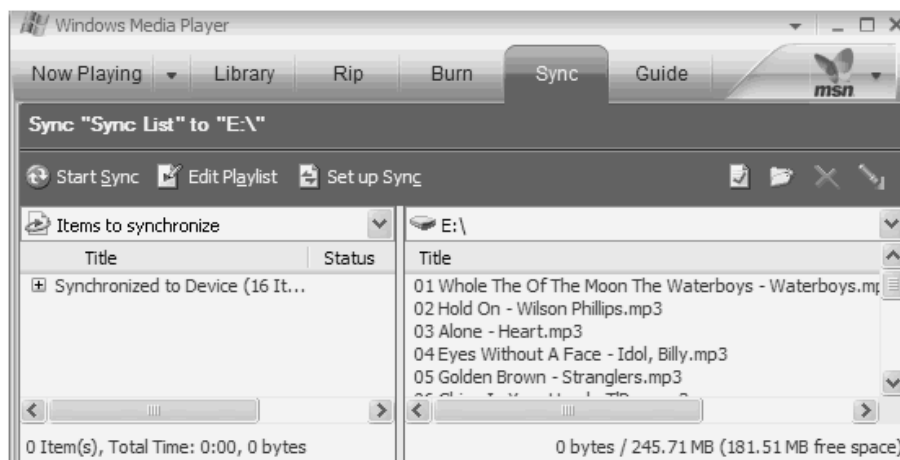 Windows Media Player
Now Playing Library Rip Burn Sync Guide msn
Sync "Sync List" to "E:\"
Start Sync Edit Playlist Set up Sync
Items to synchronize
Title Status
Synchronized to Device (16 It...
0 Item(s), Total Time: 0:00, 0 bytes
E:\
Title
01 Whole The Of The Moon The Waterboys - Waterboys.mp
02 Hold On - Wilson Phillips.mp3
03 Alone - Heart.mp3
04 Eyes Without A Face - Idol, Billy.mp3
05 Golden Brown - Stranglers.mp3
0 bytes / 245.71 MB (181.51 MB free space)